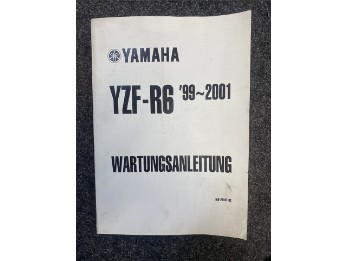 YAMAHA
YZF-R6 '99~2001
WARTUNGSANLEITUNG